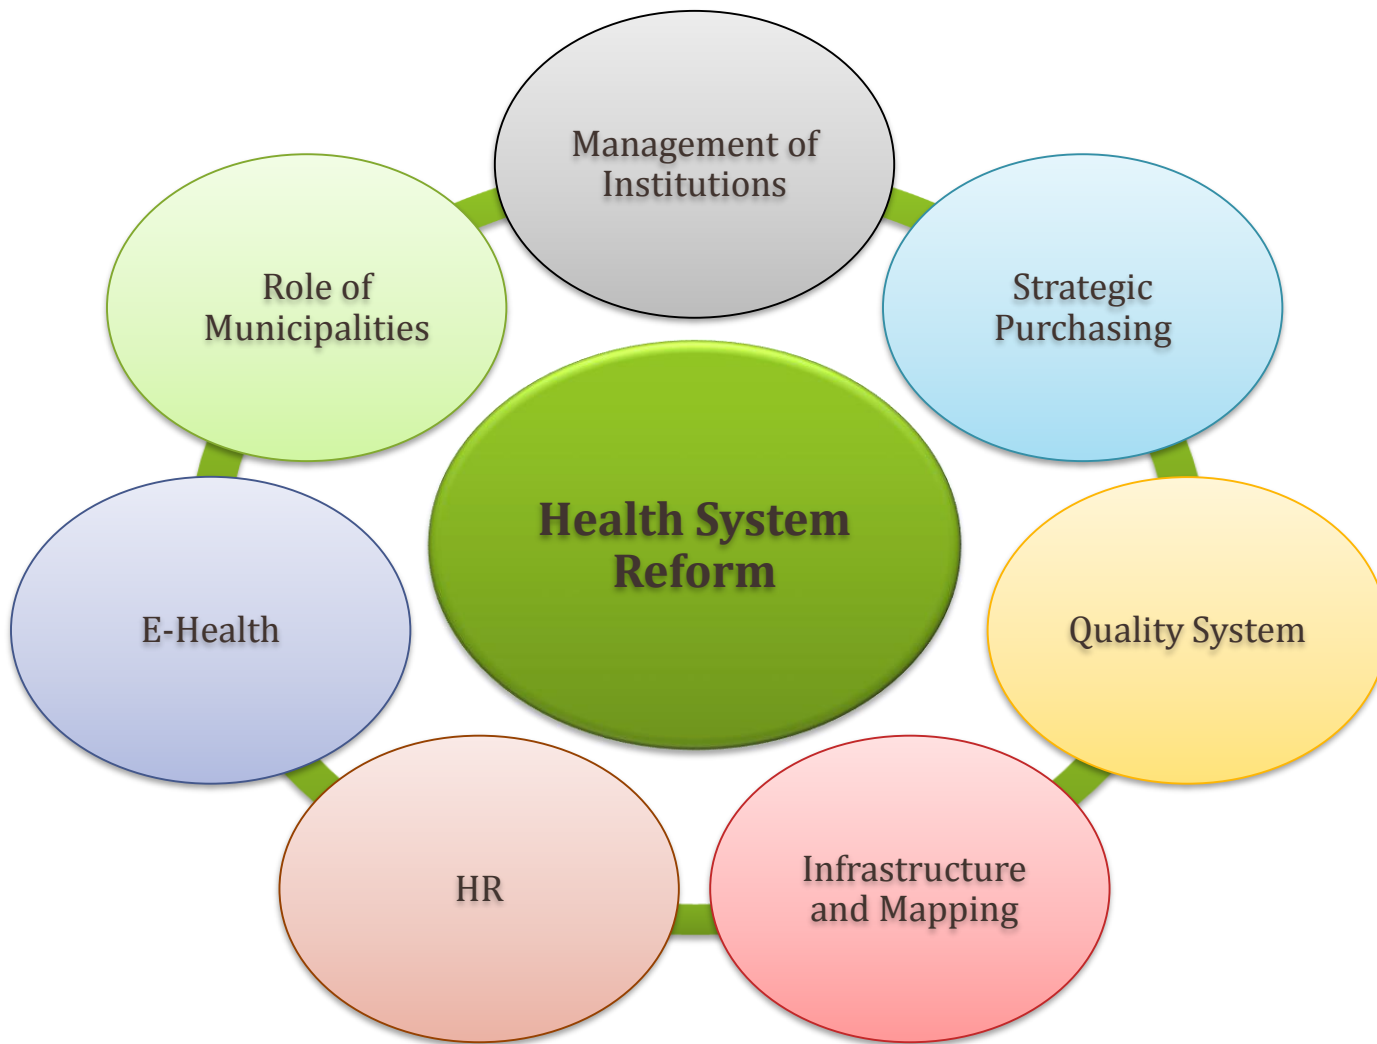 Management of
Institutions
Strategic
Purchasing
Quality System
Infrastructure
and Mapping
HR
E-Health
Role of
Municipalities
Health System
Reform